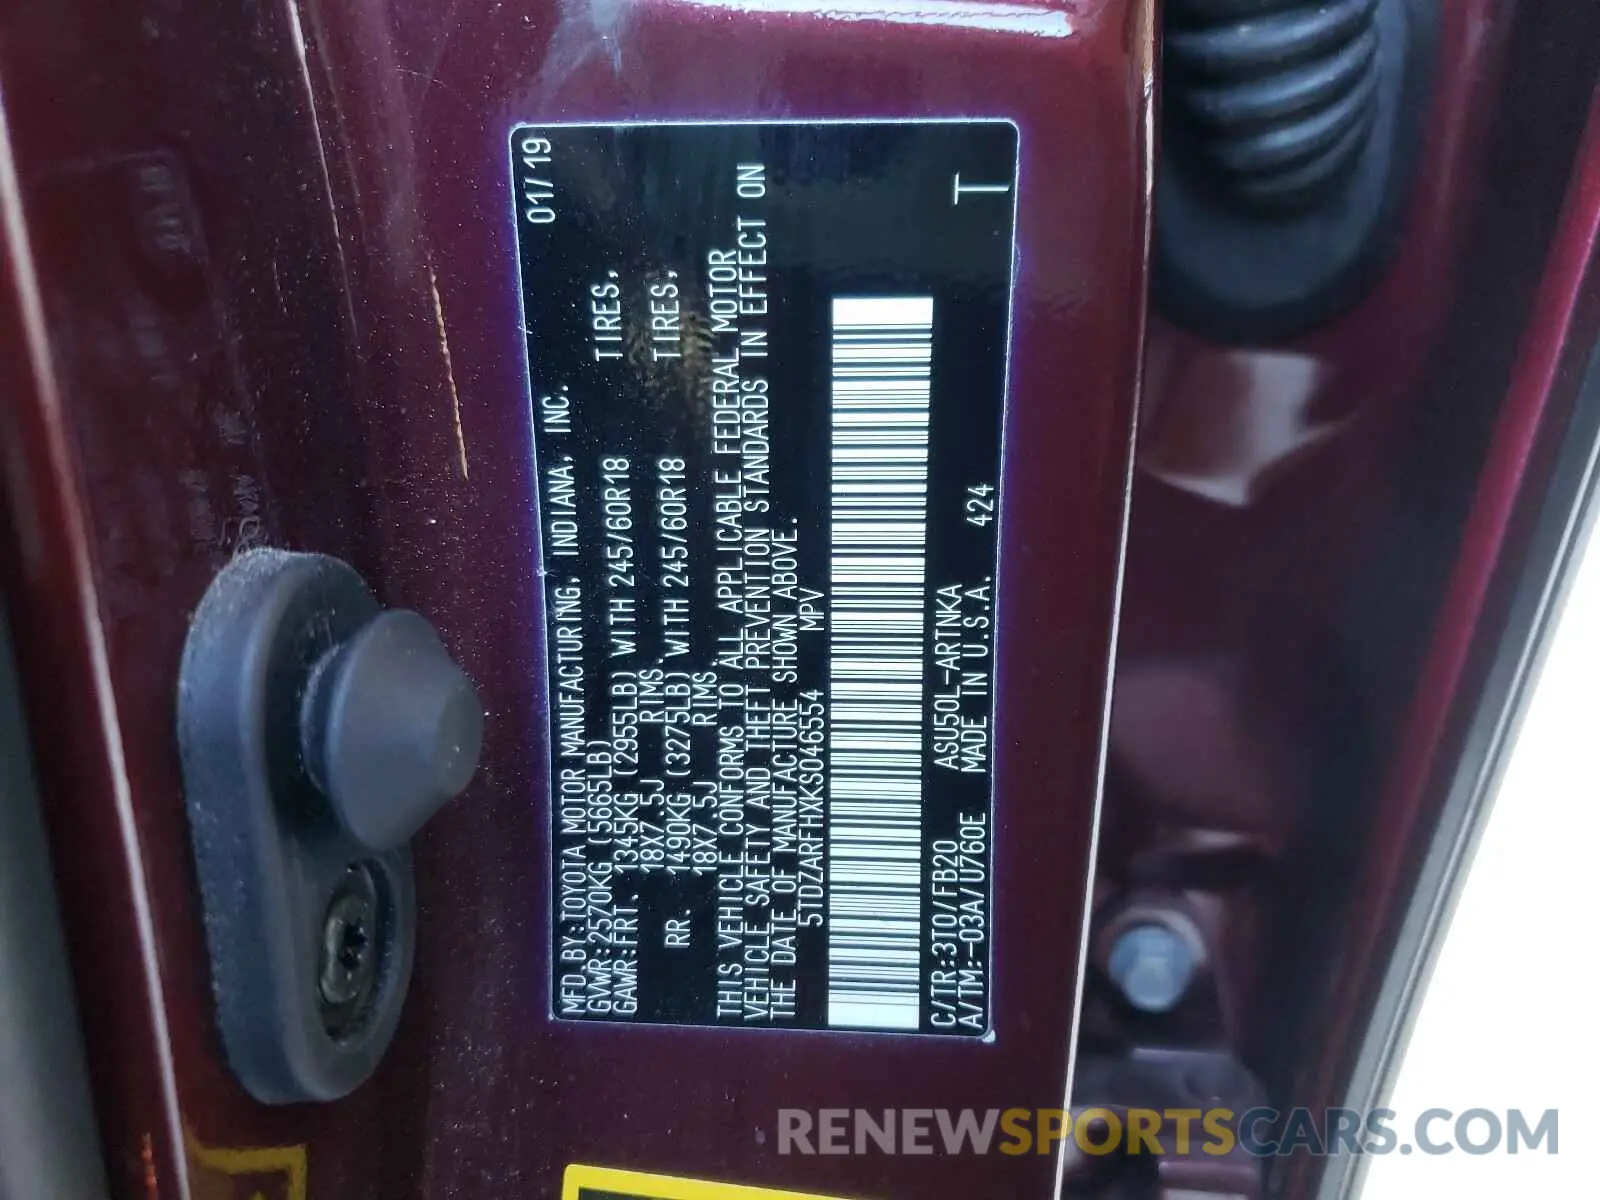 MFD.BY:TOYOTA MOTOR MANUFACTURING, INDIANA, INC. 01/19
GVWR:2570KG (5665LB)
GAWR:FRT. 1345KG (2955LB) WITH 245/60R18 TIRES,
18X7.5J RIMS.
RR. 1490KG (3275LB) WITH 245/60R18 TIRES,
18X7.5J RIMS.
THIS VEHICLE CONFORMS TO ALL APPLICABLE FEDERAL MOTOR
VEHICLE SAFETY AND THEFT PREVENTION STANDARDS IN EFFECT ON
THE DATE OF MANUFACTURE SHOWN ABOVE.
5TDZARFHXKS046554 MPV
C/TR:3T0/FB20 ASU50L-ARTNKA
A/TM:-03A/U760E MADE IN U.S.A. 424 T
RENEWSPORTSCARS.COM